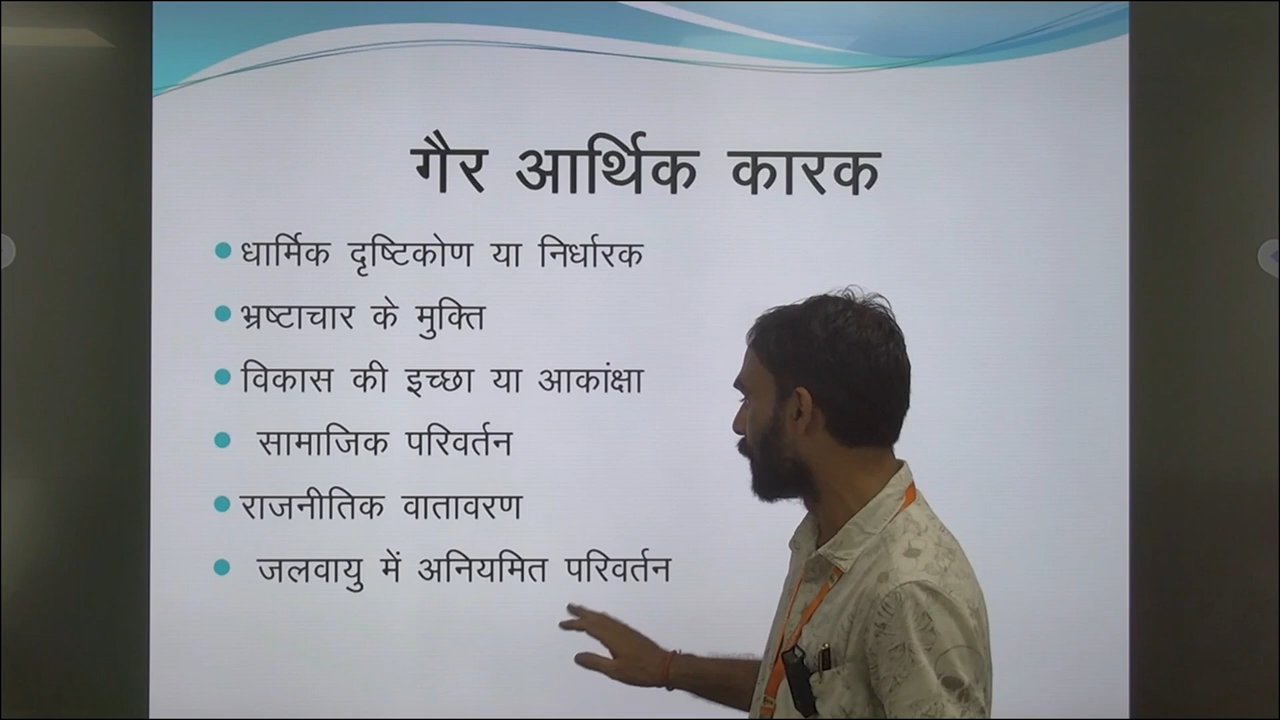 गैर आर्थिक कारक
धार्मिक दृष्टिकोण या निर्धारक
भ्रष्टाचार के मुक्ति
विकास की इच्छा या आकांक्षा
सामाजिक परिवर्तन
राजनीतिक वातावरण
जलवायु में अनियमित परिवर्तन